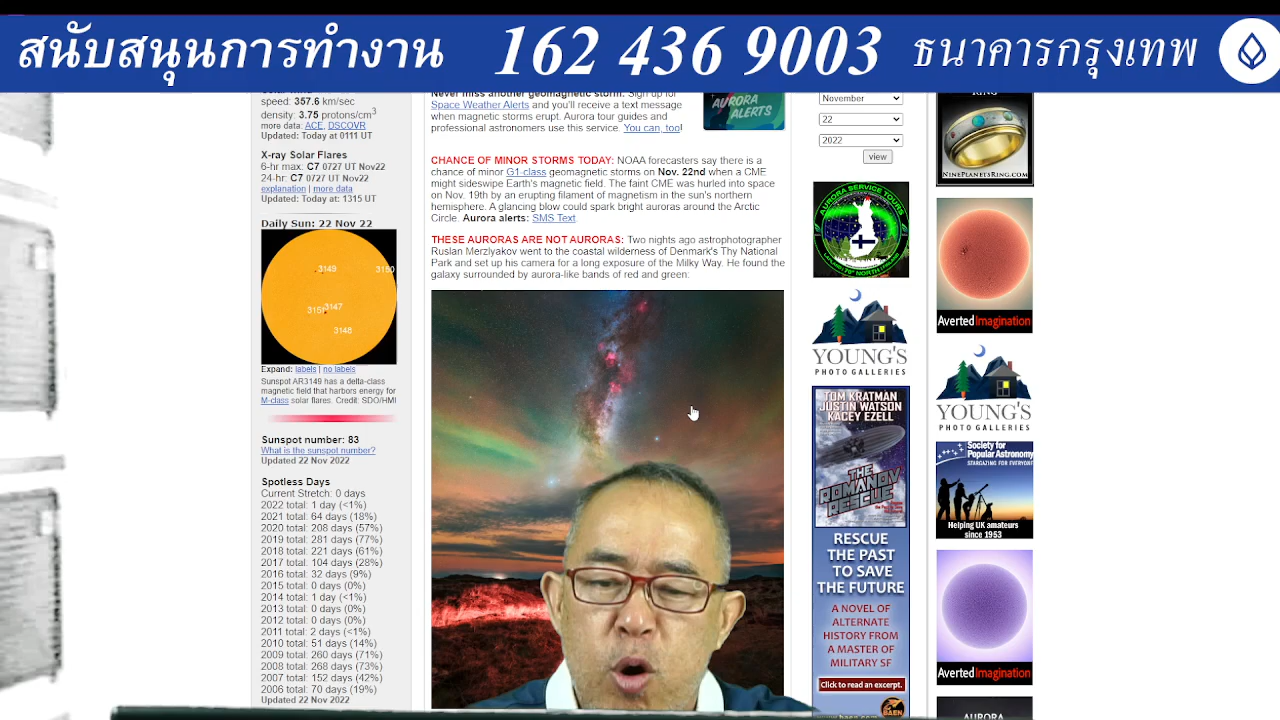 สนับสนุนการทำงาน 162 436 9003 ธนาคารกรุงเทพ
speed: 357.6 km/sec
density: 3.75 protons/cm3
more data: ACE, DSCOVR
Updated: Today at 0111 UT
X-ray Solar Flares
6-hr max: C7 0727 UT Nov22
24-hr: C7 0727 UT Nov22
explanation | more data
Updated: Today at: 1315 UT
Daily Sun: 22 Nov 22
3149
3150
3147
3148
Expand: labels | no labels
Sunspot AR3149 has a delta-class
magnetic field that harbors energy for
M-class solar flares. Credit: SDO/HMI
Sunspot number: 83
What is the sunspot number?
Updated 22 Nov 2022
Spotless Days
Current Stretch: 0 days
2022 total: 1 day (<1%)
2021 total: 64 days (18%)
2020 total: 208 days (57%)
2019 total: 281 days (77%)
2018 total: 221 days (61%)
2017 total: 104 days (28%)
2016 total: 32 days (9%)
2015 total: 0 days (0%)
2014 total: 1 day (<1%)
2013 total: 0 days (0%)
2012 total: 0 days (0%)
2011 total: 2 days (<1%)
2010 total: 51 days (14%)
2009 total: 260 days (71%)
2008 total: 268 days (73%)
2007 total: 152 days (42%)
2006 total: 70 days (19%)
Updated 22 Nov 2022
Never miss another geomagnetic storm. Sign up for
Space Weather Alerts and you'll receive a text message
when magnetic storms erupt. Aurora tour guides and
professional astronomers use this service. You can, too!
AURORA
ALERTS
CHANCE OF MINOR STORMS TODAY: NOAA forecasters say there is a
chance of minor G1-class geomagnetic storms on Nov. 22nd when a CME
might sideswipe Earth's magnetic field. The faint CME was hurled into space
on Nov. 19th by an erupting filament of magnetism in the sun's northern
hemisphere. A glancing blow could spark bright auroras around the Arctic
Circle. Aurora alerts: SMS Text.
THESE AURORAS ARE NOT AURORAS: Two nights ago astrophotographer
Ruslan Merzlyakov went to the coastal wilderness of Denmark's Thy National
Park and set up his camera for a long exposure of the Milky Way. He found the
galaxy surrounded by aurora-like bands of red and green:
November
22
2022
view
AURORA SERVICE TOURS
YOUNG'S
PHOTO GALLERIES
TOM KRATMAN
JUSTIN WATSON
KACEY EZELL
THE
ROMANOV
RESCUE
RESCUE
THE PAST
TO SAVE
THE FUTURE
A NOVEL OF
ALTERNATE
HISTORY FROM
A MASTER OF
MILITARY SF
Click to read an excerpt.
BAEN
RING
NINEPLANETSRING.COM
Averted Imagination
YOUNG'S
PHOTO GALLERIES
Society for
Popular Astronomy
STARGAZING FOR EVERYONE
Helping UK amateurs
since 1953
Averted Imagination
AURORA